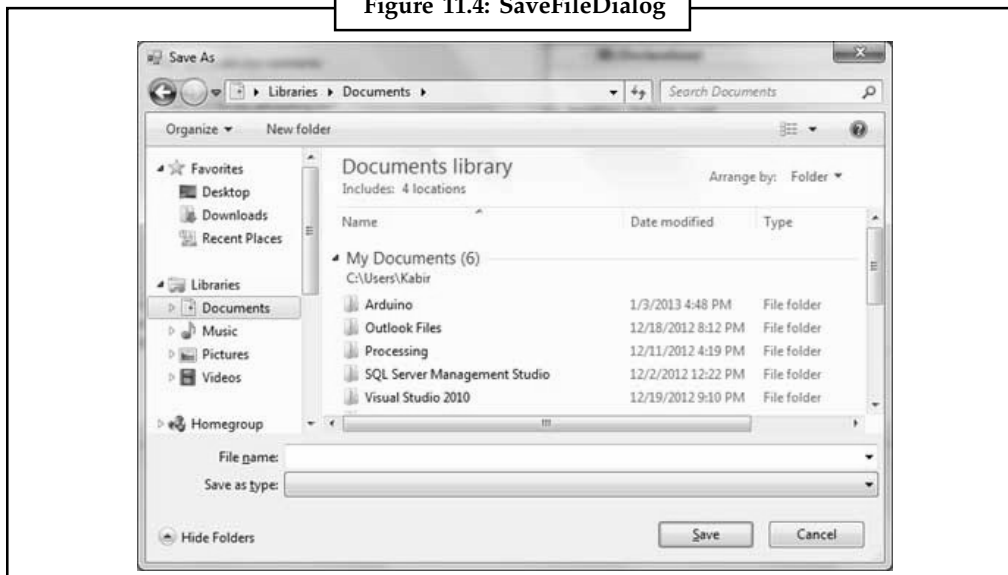 Figure 11.4: SaveFileDialog
Save As
Libraries Documents
Search Documents
Organize New folder
Favorites
Desktop
Downloads
Recent Places
Libraries
Documents
Music
Pictures
Videos
Homegroup
Documents library
Includes: 4 locations
Arrange by: Folder
Name Date modified Type
My Documents (6)
C:\Users\Kabir
Arduino 1/3/2013 4:48 PM File folder
Outlook Files 12/18/2012 8:12 PM File folder
Processing 12/11/2012 4:19 PM File folder
SQL Server Management Studio 12/2/2012 12:22 PM File folder
Visual Studio 2010 12/19/2012 9:10 PM File folder
File name:
Save as type:
Hide Folders
Save Cancel